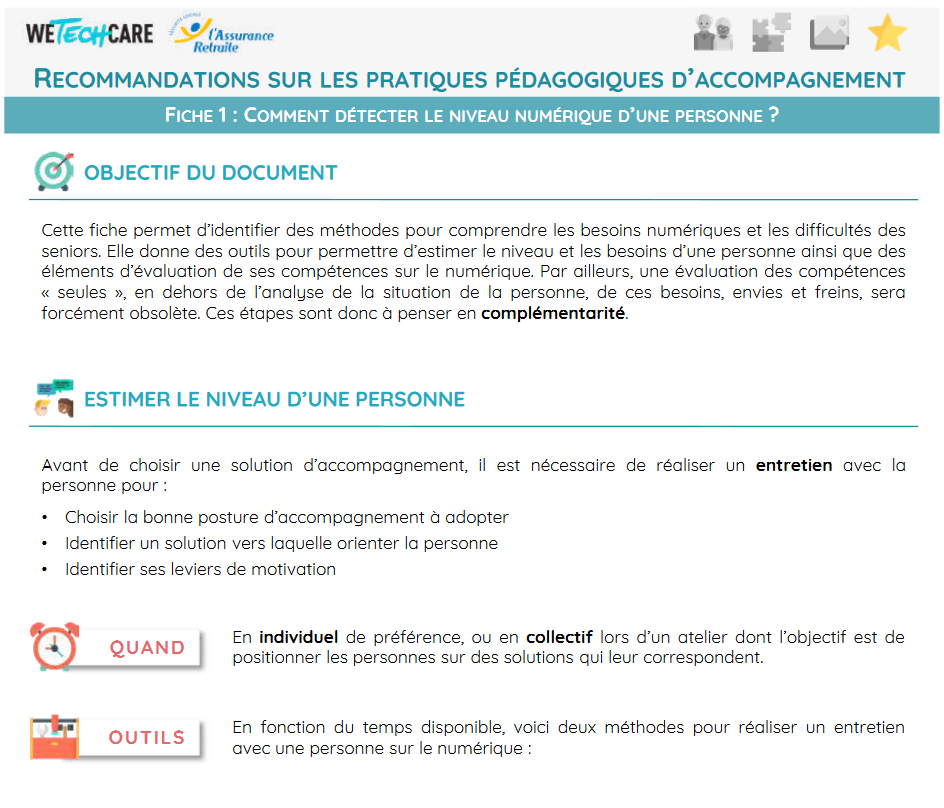 WETECHCARE
l'Assurance
Retraite
RECOMMANDATIONS SUR LES PRATIQUES PÉDAGOGIQUES D'ACCOMPAGNEMENT
FICHE 1 : COMMENT DÉTECTER LE NIVEAU NUMÉRIQUE D'UNE PERSONNE ?
OBJECTIF DU DOCUMENT
Cette fiche permet d'identifier des méthodes pour comprendre les besoins numériques et les difficultés des
seniors. Elle donne des outils pour permettre d'estimer le niveau et les besoins d'une personne ainsi que des
éléments d'évaluation de ses compétences sur le numérique. Par ailleurs, une évaluation des compétences
« seules », en dehors de l'analyse de la situation de la personne, de ces besoins, envies et freins, sera
forcément obsolète. Ces étapes sont donc à penser en complémentarité.
ESTIMER LE NIVEAU D'UNE PERSONNE
Avant de choisir une solution d'accompagnement, il est nécessaire de réaliser un entretien avec la
personne pour :
• Choisir la bonne posture d'accompagnement à adopter
• Identifier un solution vers laquelle orienter la personne
• Identifier ses leviers de motivation
QUAND
En individuel de préférence, ou en collectif lors d'un atelier dont l'objectif est de
positionner les personnes sur des solutions qui leur correspondent.
OUTILS
En fonction du temps disponible, voici deux méthodes pour réaliser un entretien
avec une personne sur le numérique :